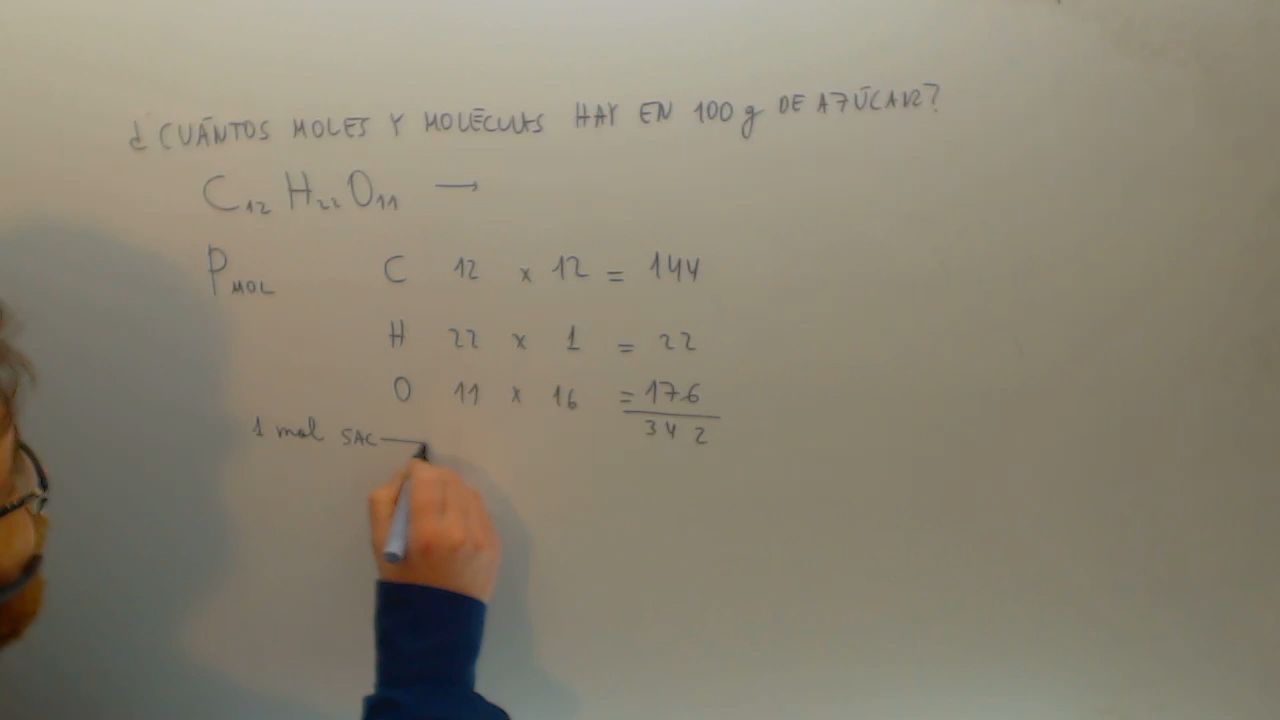 ¿CUÁNTOS MOLES Y MOLÉCULAS HAY EN 100 g DE AZÚCAR?
C₁₂ H₂₂ O₁₁ →
P MOL C 12 x 12 = 144
H 22 x 1 = 22
O 11 x 16 = 176
342
1 mol SAC